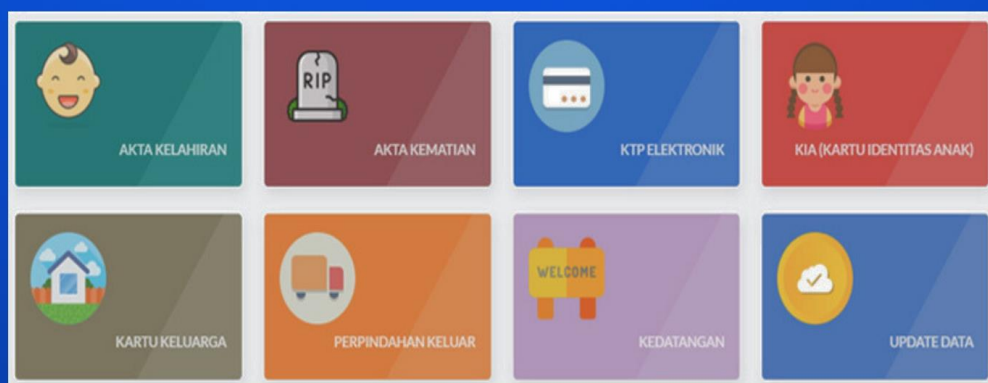 RIP
AKTA KELAHIRAN
AKTA KEMATIAN
KTP ELEKTRONIK
KIA (KARTU IDENTITAS ANAK)
WELCOME
KARTU KELUARGA
PERPINDAHAN KELUAR
KEDATANGAN
UPDATE DATA